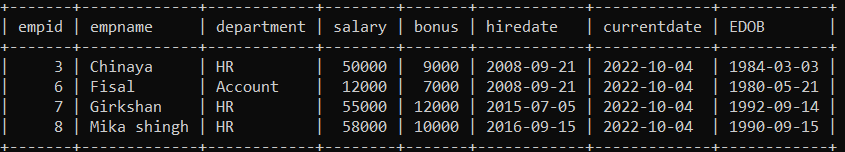 +-------+-------------+------------+--------+-------+------------+-------------+------------+
| empid | empname     | department | salary | bonus | hiredate   | currentdate | EDOB       |
+-------+-------------+------------+--------+-------+------------+-------------+------------+
|     3 | Chinaya     | HR         |  50000 |  9000 | 2008-09-21 | 2022-10-04  | 1984-03-03 |
|     6 | Fisal       | Account    |  12000 |  7000 | 2008-09-21 | 2022-10-04  | 1980-05-21 |
|     7 | Girkshan    | HR         |  55000 | 12000 | 2015-07-05 | 2022-10-04  | 1992-09-14 |
|     8 | Mika shingh | HR         |  58000 | 10000 | 2016-09-15 | 2022-10-04  | 1990-09-15 |
+-------+-------------+------------+--------+-------+------------+-------------+------------+